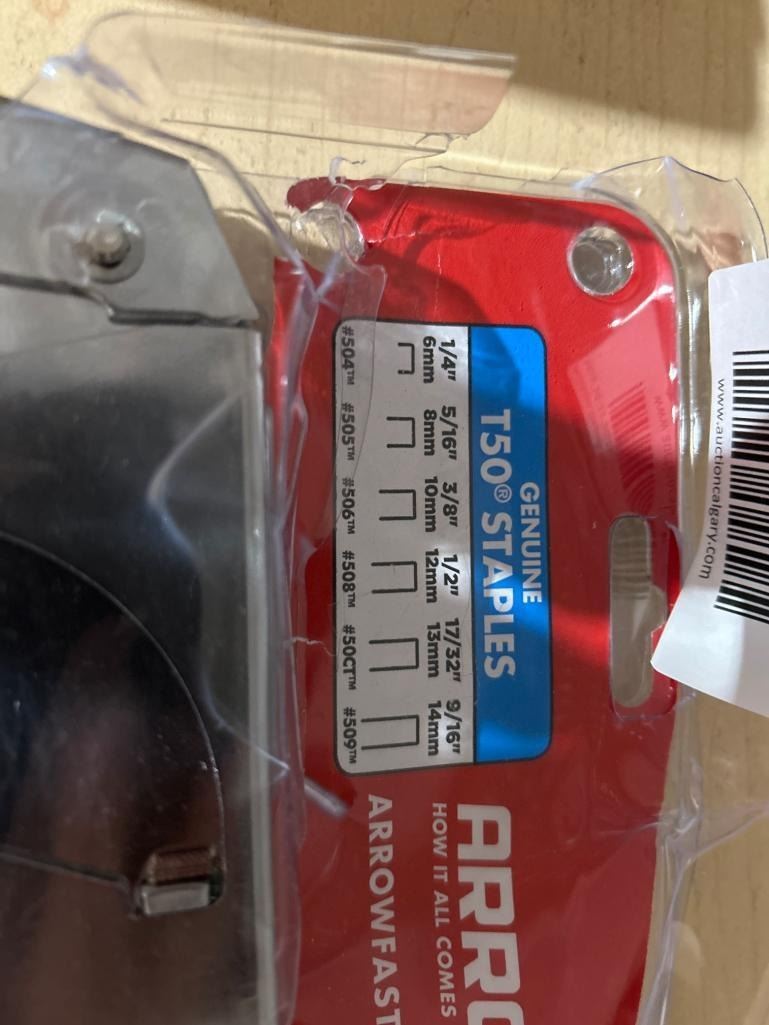 GENUINE
T50® STAPLES
1/4" 5/16" 3/8" 1/2" 17/32" 9/16"
6mm 8mm 10mm 12mm 13mm 14mm
#504™ #505™ #506™ #508™ #50CT™ #509™
ARRO
HOW IT ALL COMES
ARROWFAST
www.auctioncalgary.com